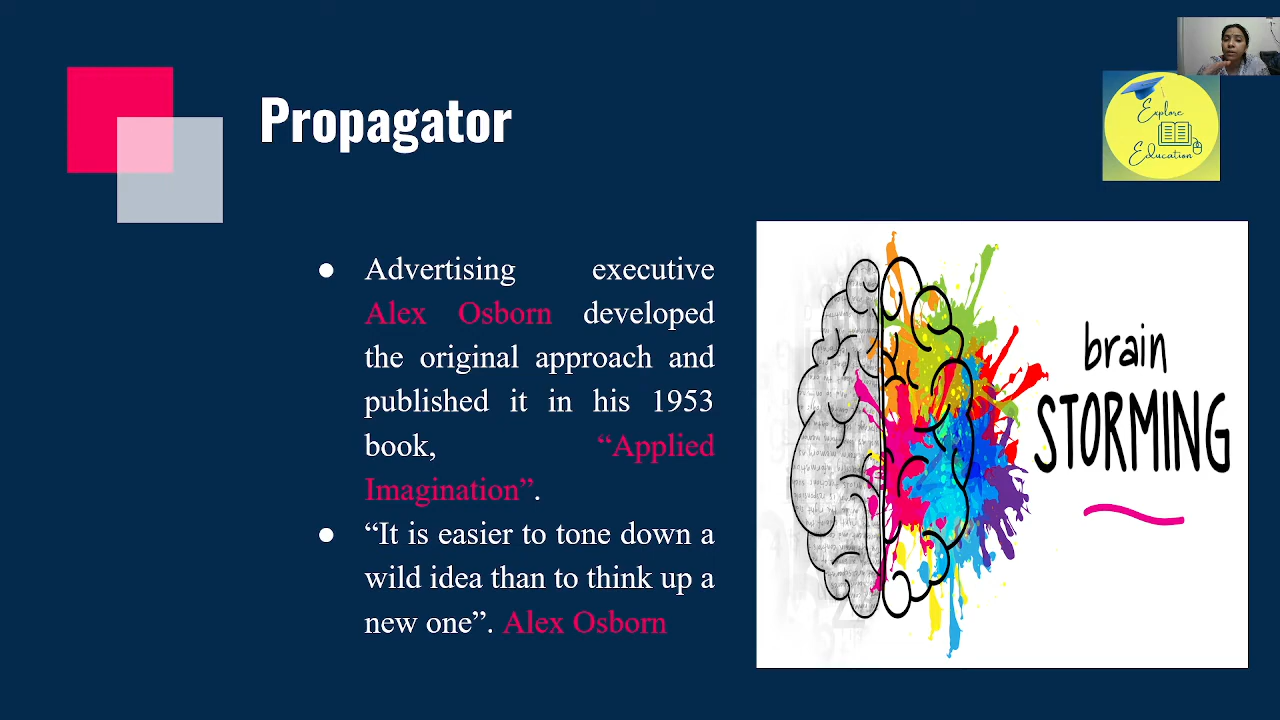 Propagator
Explore
Education
● Advertising executive
Alex Osborn developed
the original approach and
published it in his 1953
book, “Applied
Imagination”.
● “It is easier to tone down a
wild idea than to think up a
new one”. Alex Osborn
brain
STORMING